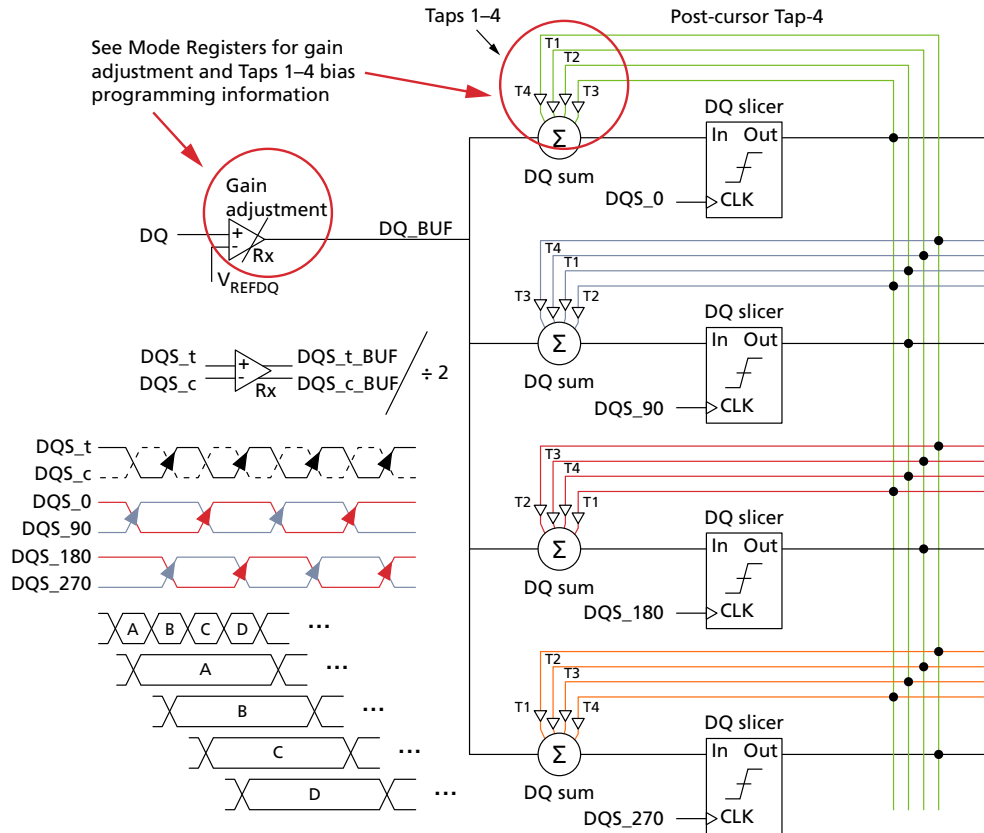 Taps 1–4
Post-cursor Tap-4
See Mode Registers for gain
adjustment and Taps 1–4 bias
programming information
T1
T2
T4
T3
Σ
DQ sum
DQ slicer
In Out
CLK
DQS_0
Gain
adjustment
DQ
+
-
Rx
VREFDQ
DQ_BUF
T4
T1
T3
T2
Σ
DQ sum
DQ slicer
In Out
CLK
DQS_90
DQS_t
DQS_c
+
-
Rx
DQS_t_BUF
DQS_c_BUF
÷ 2
DQS_t
DQS_c
DQS_0
DQS_90
DQS_180
DQS_270
T3
T4
T2
T1
Σ
DQ sum
DQ slicer
In Out
CLK
DQS_180
A B C D ...
A ...
B ...
C ...
D ...
T2
T3
T1
T4
Σ
DQ sum
DQ slicer
In Out
CLK
DQS_270